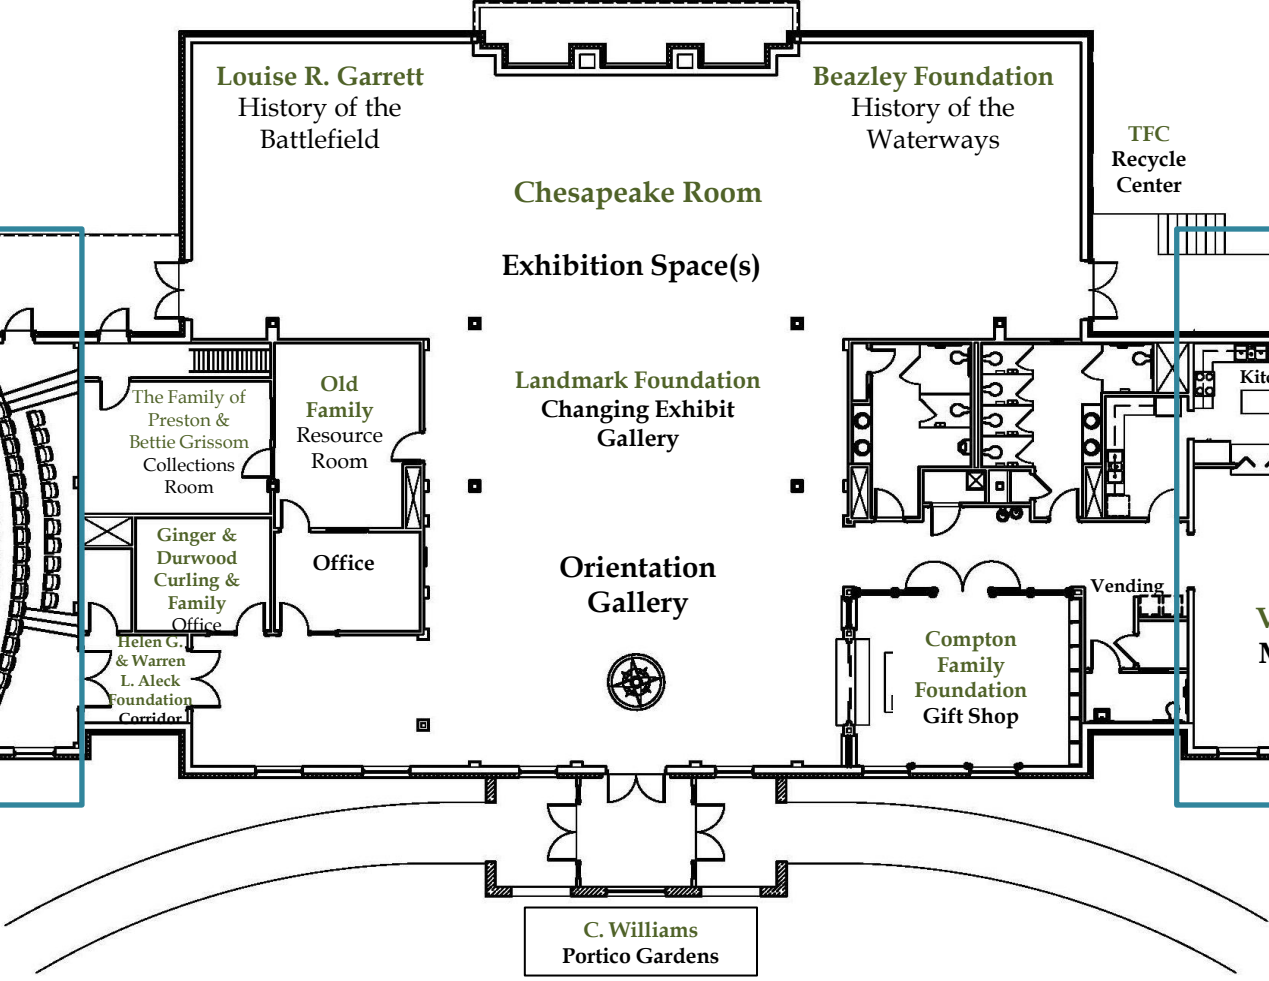 Louise R. Garrett
History of the
Battlefield
Beazley Foundation
History of the
Waterways
TFC
Recycle
Center
Chesapeake Room
Exhibition Space(s)
The Family of
Preston &
Bettie Grissom
Collections
Room
Old
Family
Resource
Room
Landmark Foundation
Changing Exhibit
Gallery
Ginger &
Durwood
Curling &
Family
Office
Office
Orientation
Gallery
Vending
Helen G.
& Warren
L. Aleck
Foundation
Corridor
Compton
Family
Foundation
Gift Shop
C. Williams
Portico Gardens